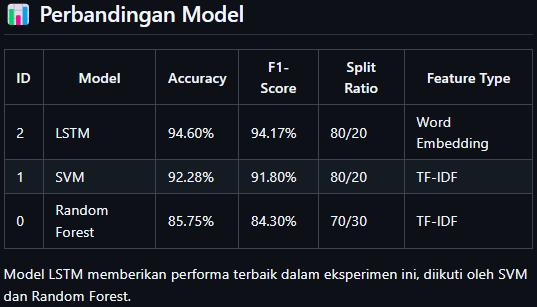 📊 Perbandingan Model
ID Model Accuracy F1-Score Split Ratio Feature Type
2 LSTM 94.60% 94.17% 80/20 Word Embedding
1 SVM 92.28% 91.80% 80/20 TF-IDF
0 Random Forest 85.75% 84.30% 70/30 TF-IDF
Model LSTM memberikan performa terbaik dalam eksperimen ini, diikuti oleh SVM
dan Random Forest.